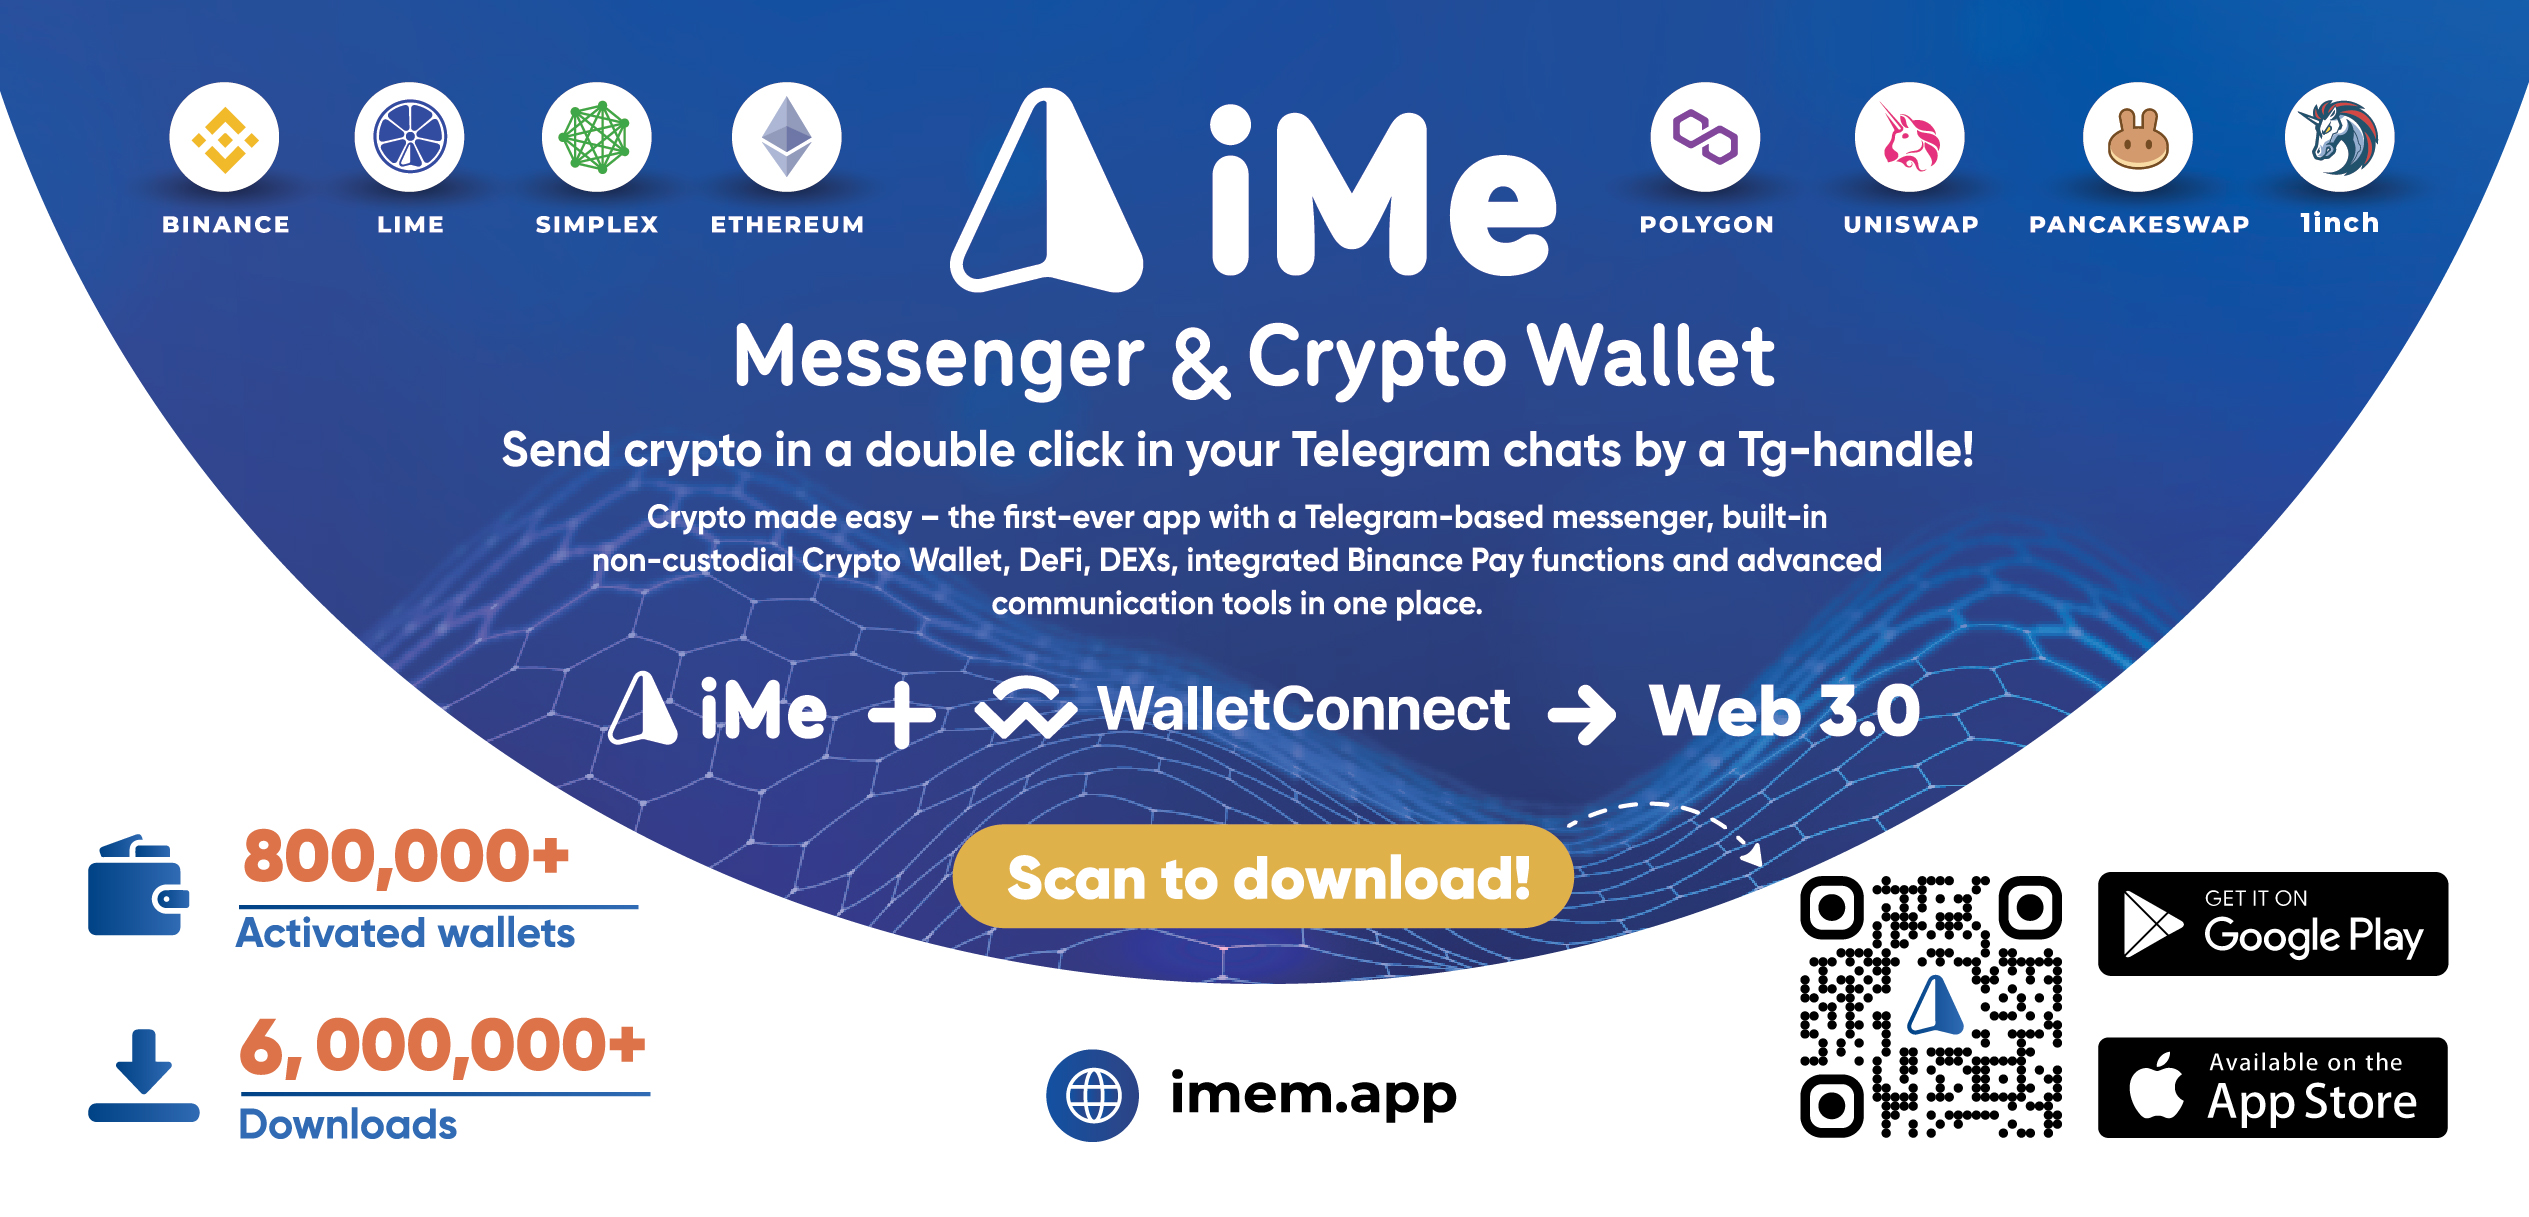 BINANCE
LIME
SIMPLEX
ETHEREUM
iMe
POLYGON
UNISWAP
PANCAKESWAP
1inch
Messenger & Crypto Wallet
Send crypto in a double click in your Telegram chats by a Tg-handle!
Crypto made easy – the first-ever app with a Telegram-based messenger, built-in
non-custodial Crypto Wallet, DeFi, DEXs, integrated Binance Pay functions and advanced
communication tools in one place.
iMe + WalletConnect → Web 3.0
800,000+
Activated wallets
6, 000,000+
Downloads
Scan to download!
imem.app
GET IT ON
Google Play
Available on the
App Store